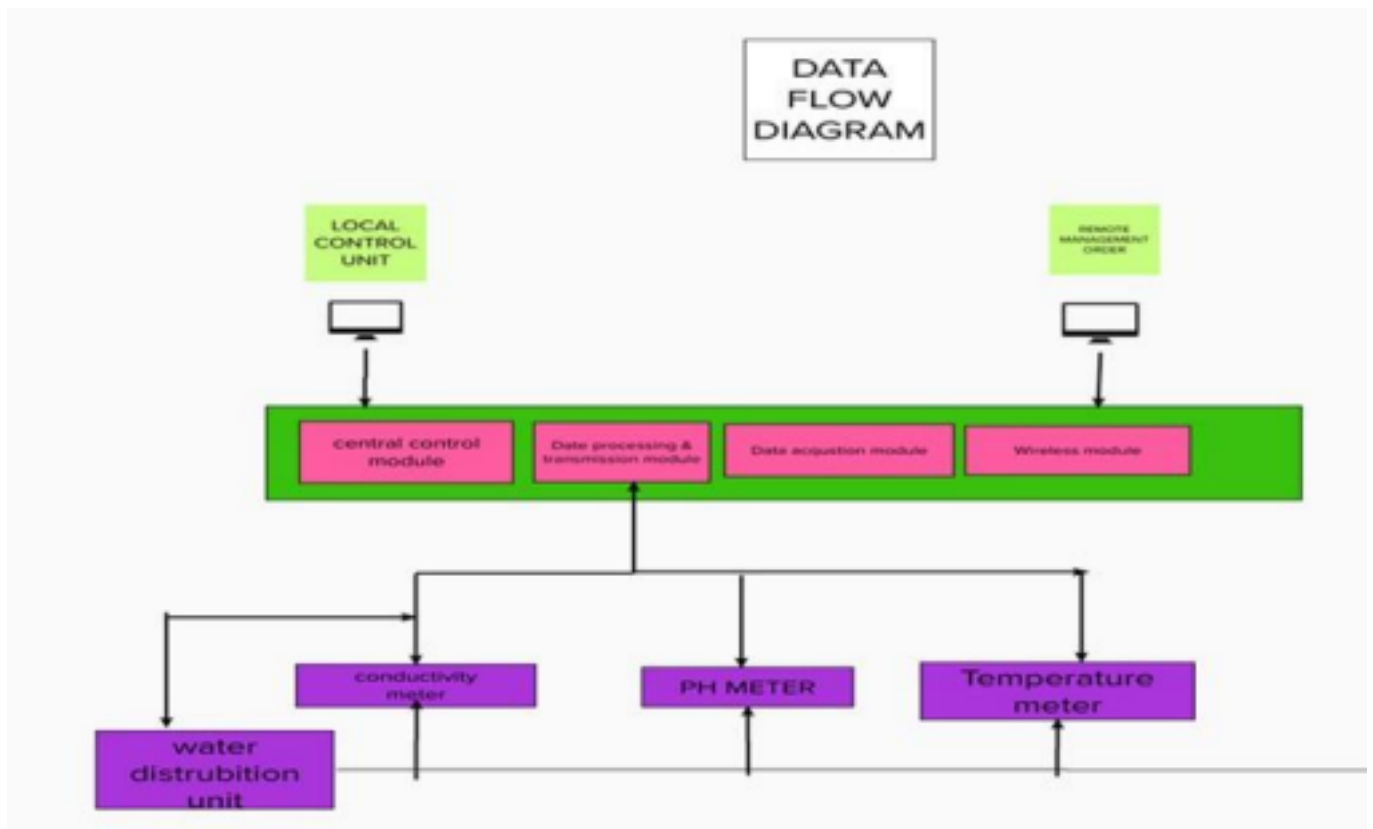 DATA
FLOW
DIAGRAM
LOCAL
CONTROL
UNIT
REMOTE
MANAGEMENT
ORDER
central control
module
Date processing &
transmission module
Data acqustion module
Wireless module
conductivity
meter
PH METER
Temperature
meter
water
distrubition
unit